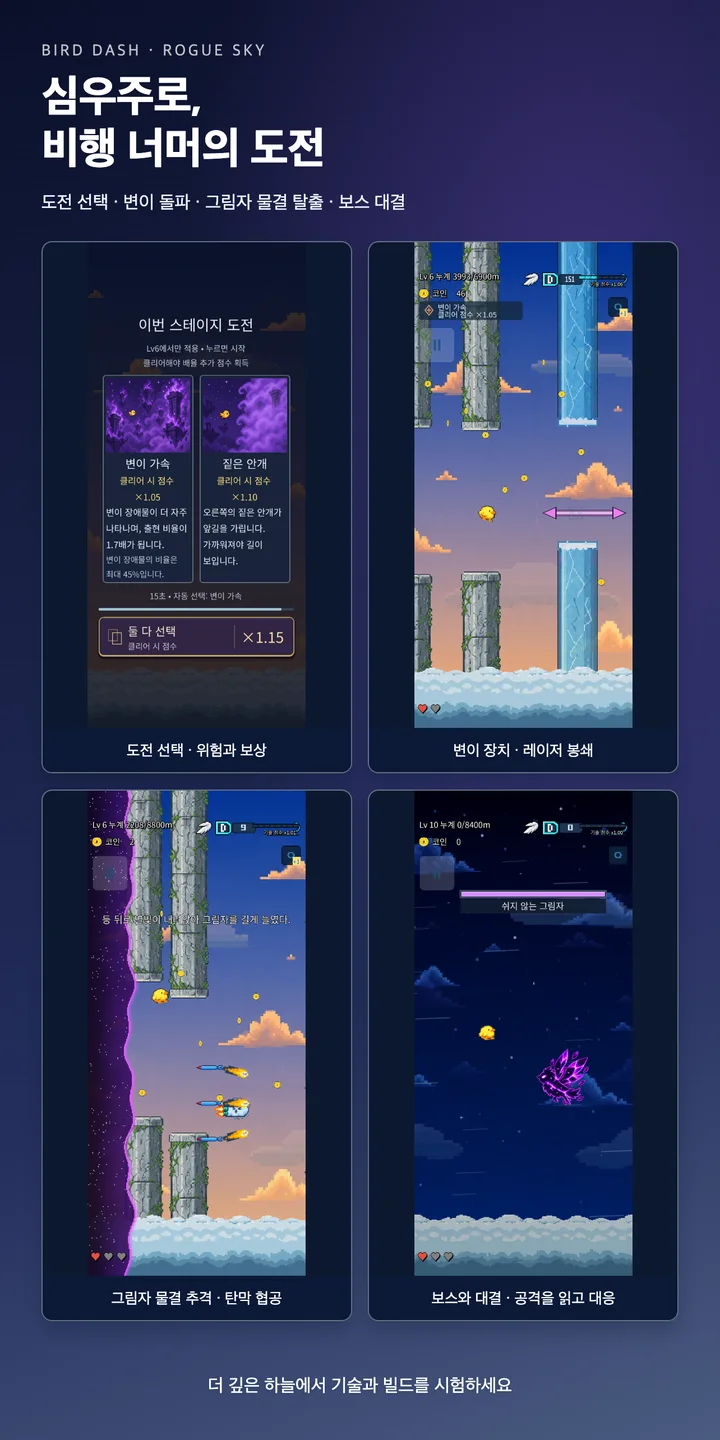 BIRD DASH · ROGUE SKY
심우주로,
비행 너머의 도전
도전 선택 · 변이 돌파 · 그림자 물결 탈출 · 보스 대결
이번 스테이지 도전
Lv6에서만 적용 • 누르면 시작
클리어해야 배율 추가 점수 획득
변이 가속
클리어 시 점수
×1.05
변이 장애물이 더 자주
나타나며, 출현 비율이
1.7배가 됩니다.
변이 장애물의 비율은
최대 45%입니다.
짙은 안개
클리어 시 점수
×1.10
오른쪽의 짙은 안개가
앞길을 가립니다.
가까워져야 길이
보입니다.
15초 • 자동 선택: 변이 가속
둘 다 선택
클리어 시 점수
×1.15
도전 선택 · 위험과 보상
Lv 6 누계 3993/6900m
D 151
코인 46
변이 가속
클리어 점수 ×1.05
변이 장치 · 레이저 봉쇄
Lv 6 누계 2208/8800m
D 9
코인 2
그림자를 길게 늘였다.
그림자 물결 추격 · 탄막 협공
Lv 10 누계 0/8400m
D 0
코인 0
쉬지 않는 그림자
보스와 대결 · 공격을 읽고 대응
더 깊은 하늘에서 기술과 빌드를 시험하세요